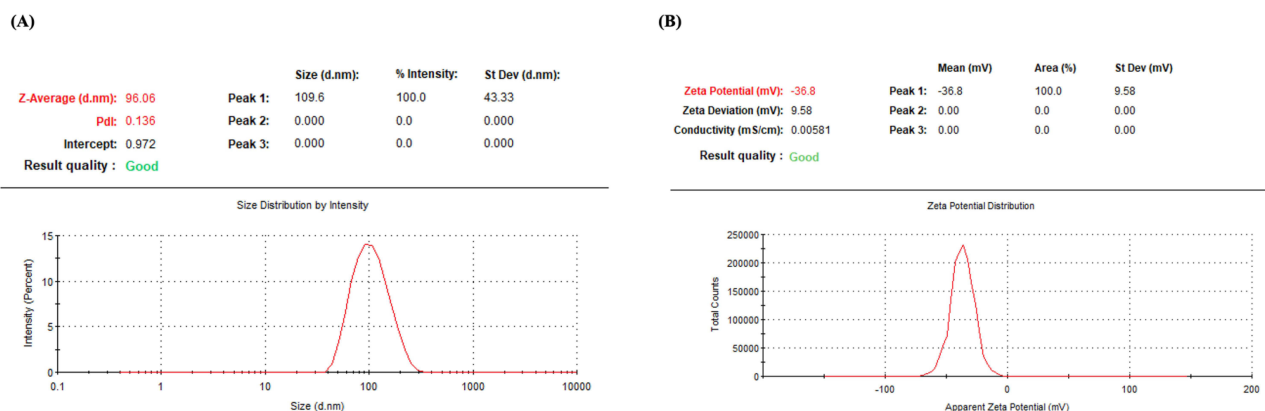 (A)
Size (d.nm): % Intensity: St Dev (d.nm):
Z-Average (d.nm): 96.06 Peak 1: 109.6 100.0 43.33
PdI: 0.136 Peak 2: 0.000 0.0 0.000
Intercept: 0.972 Peak 3: 0.000 0.0 0.000
Result quality : Good
Size Distribution by Intensity
Intensity (Percent)
15
10
5
0
0.1 1 10 100 1000 10000
Size (d.nm)
(B)
Mean (mV) Area (%) St Dev (mV)
Zeta Potential (mV): -36.8 Peak 1: -36.8 100.0 9.58
Zeta Deviation (mV): 9.58 Peak 2: 0.00 0.0 0.00
Conductivity (mS/cm): 0.00581 Peak 3: 0.00 0.0 0.00
Result quality : Good
Zeta Potential Distribution
Total Counts
250000
200000
150000
100000
50000
0
-100 0 100 200
Apparent Zeta Potential (mV)